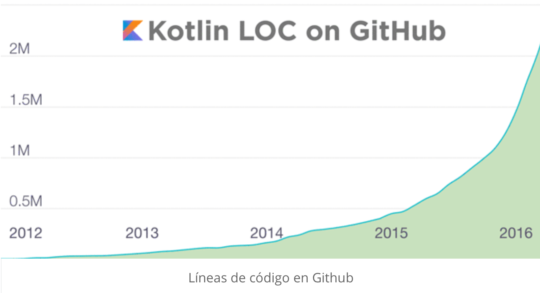 Kotlin LOC on GitHub
2M
1.5M
1M
0.5M
2012 2013 2014 2015 2016
Líneas de código en Github